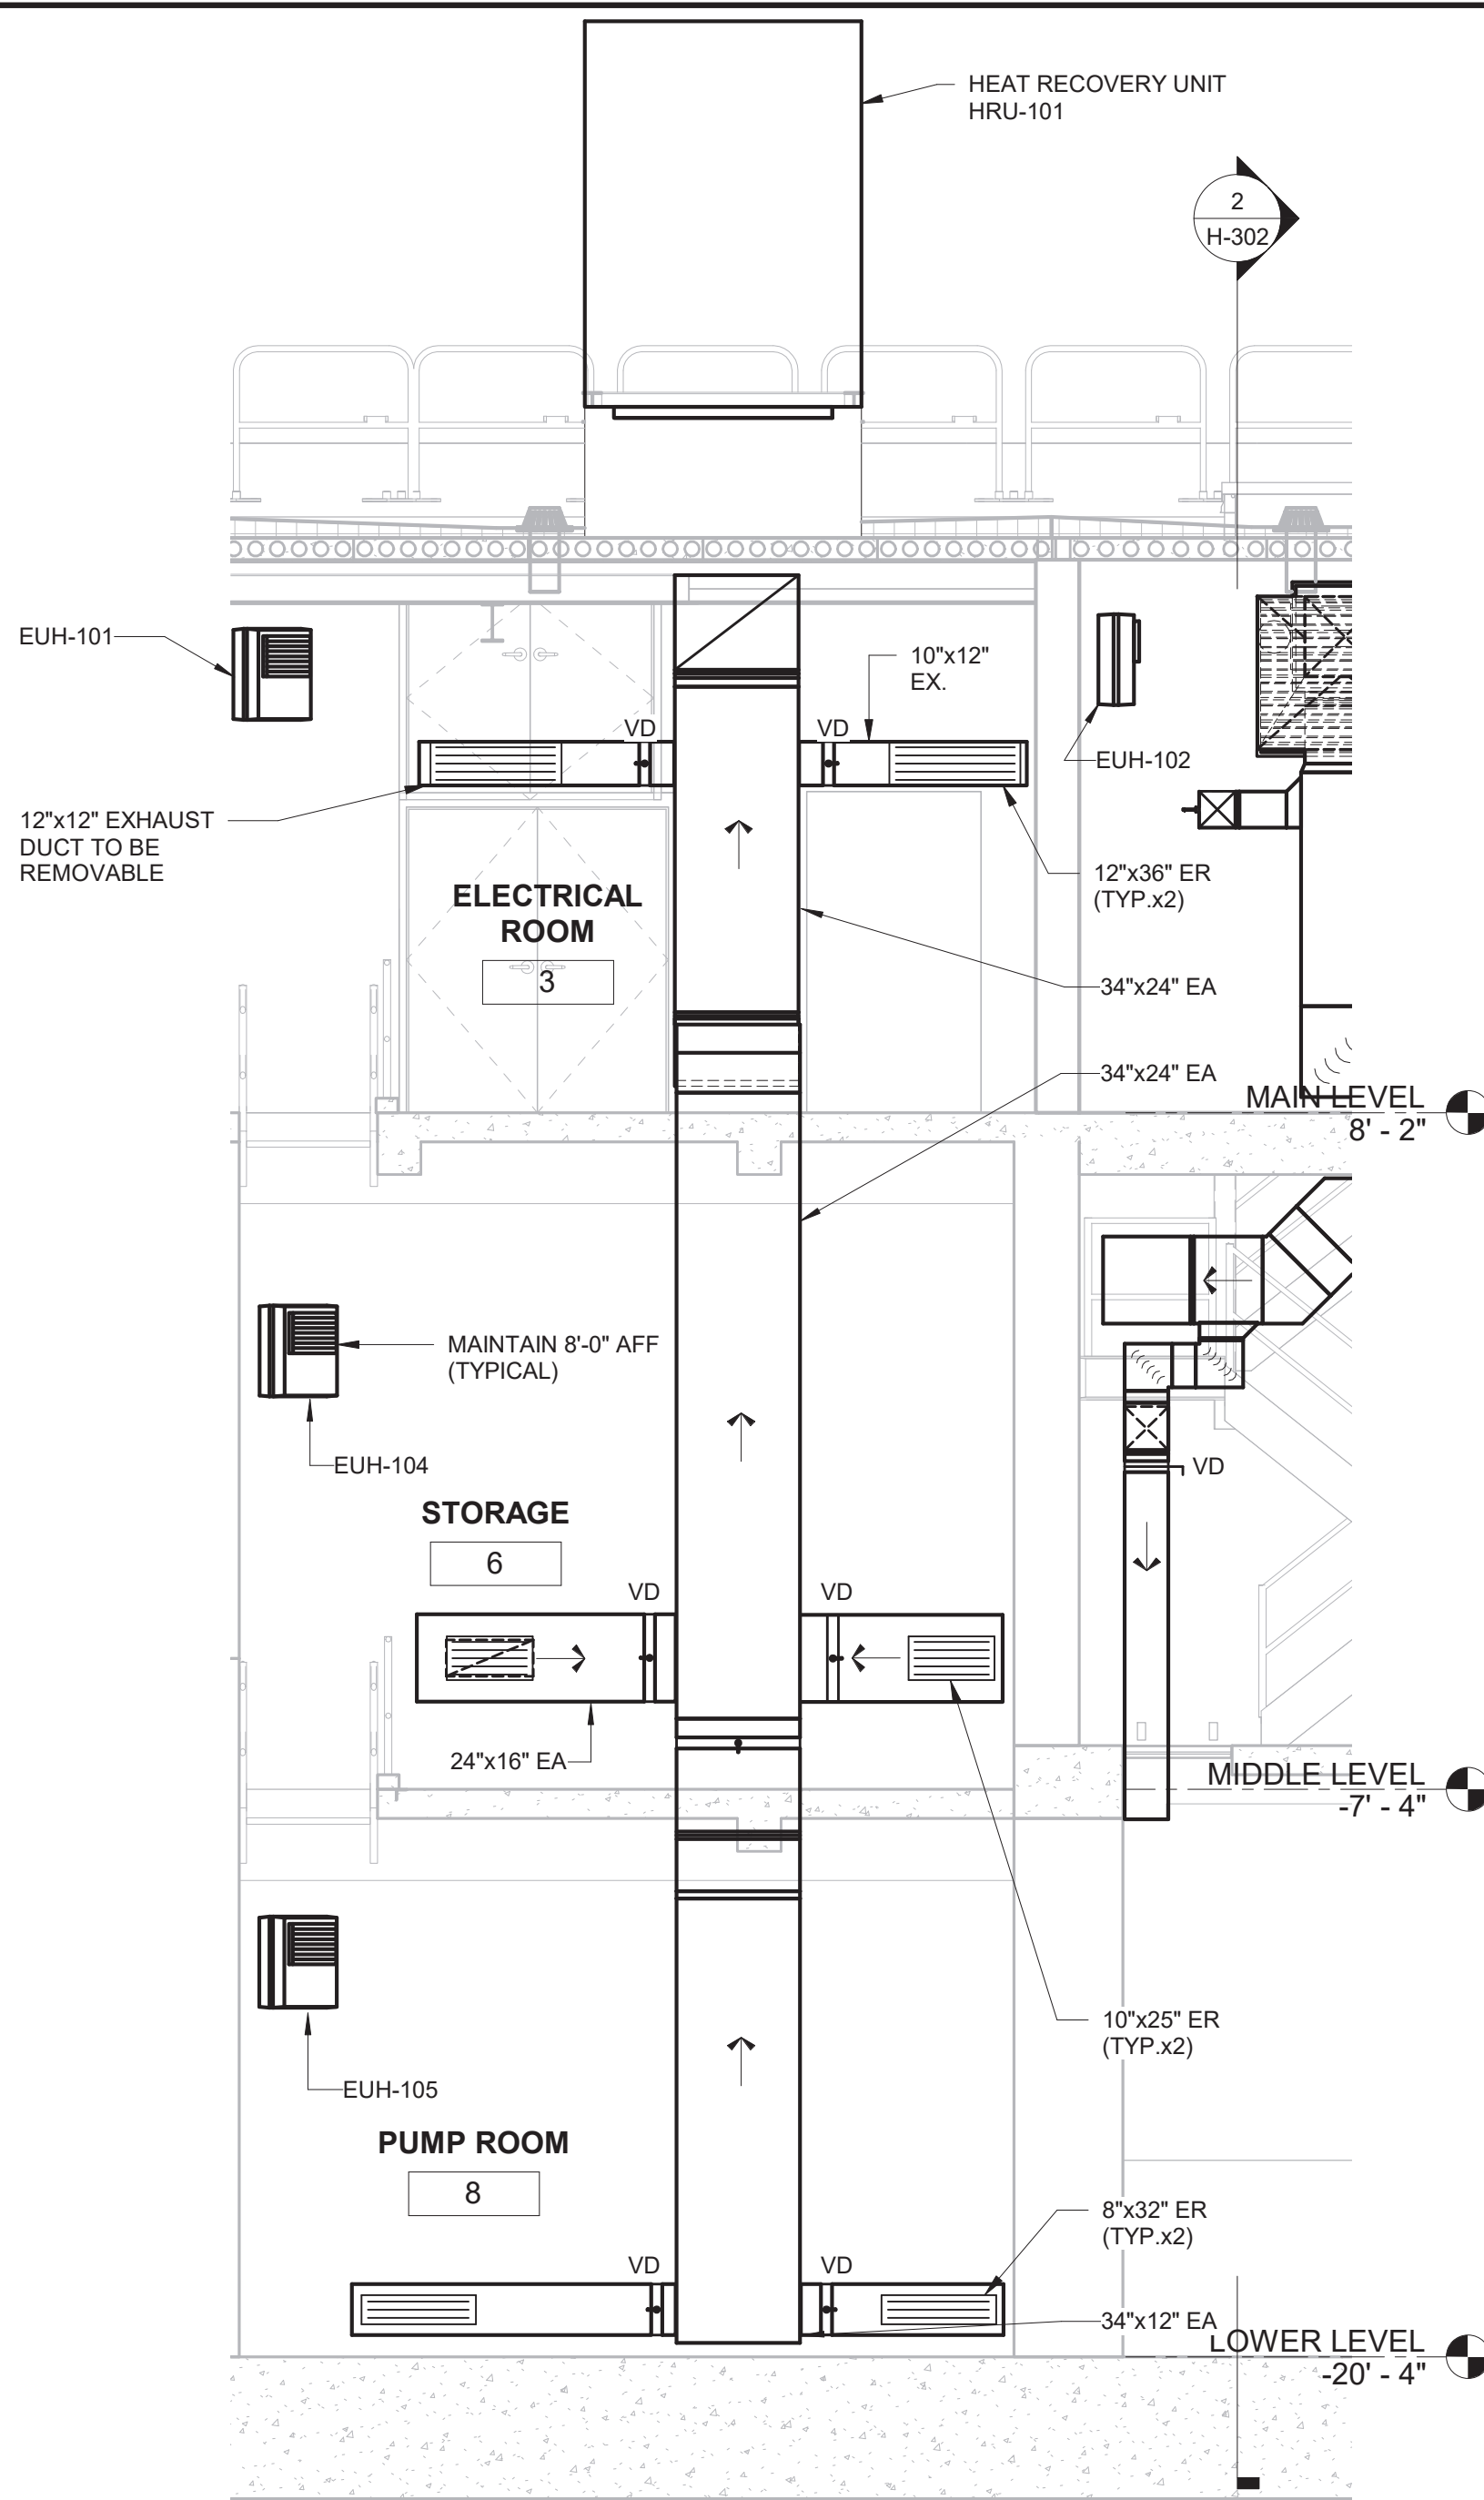 HEAT RECOVERY UNIT
HRU-101
2
H-302
EUH-101
10"x12"
EX.
VD
VD
EUH-102
12"x12" EXHAUST
DUCT TO BE
REMOVABLE
12"x36" ER
(TYP.x2)
ELECTRICAL
ROOM
3
34"x24" EA
34"x24" EA
MAIN LEVEL
8' - 2"
MAINTAIN 8'-0" AFF
(TYPICAL)
EUH-104
VD
STORAGE
6
VD
VD
24"x16" EA
MIDDLE LEVEL
-7' - 4"
10"x25" ER
(TYP.x2)
EUH-105
PUMP ROOM
8
8"x32" ER
(TYP.x2)
VD
VD
34"x12" EA
LOWER LEVEL
-20' - 4"